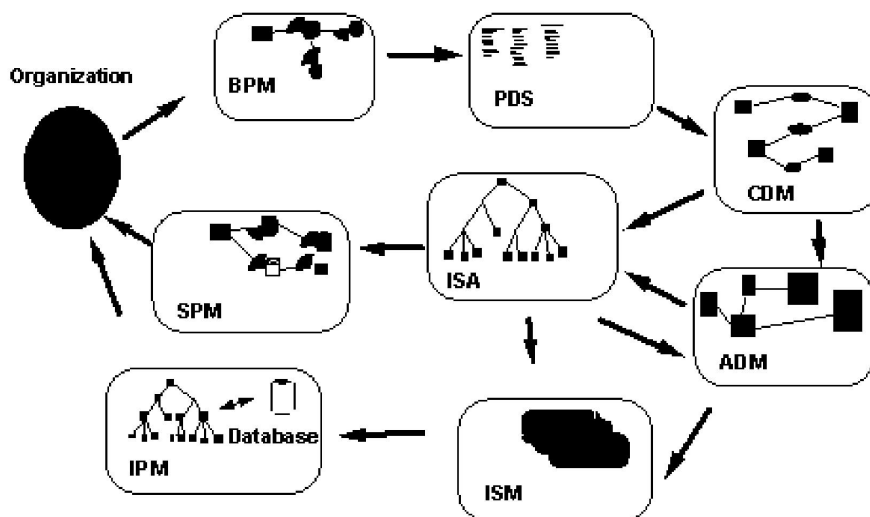 Organization
BPM
PDS
CDM
ISA
SPM
ADM
Database
IPM
ISM